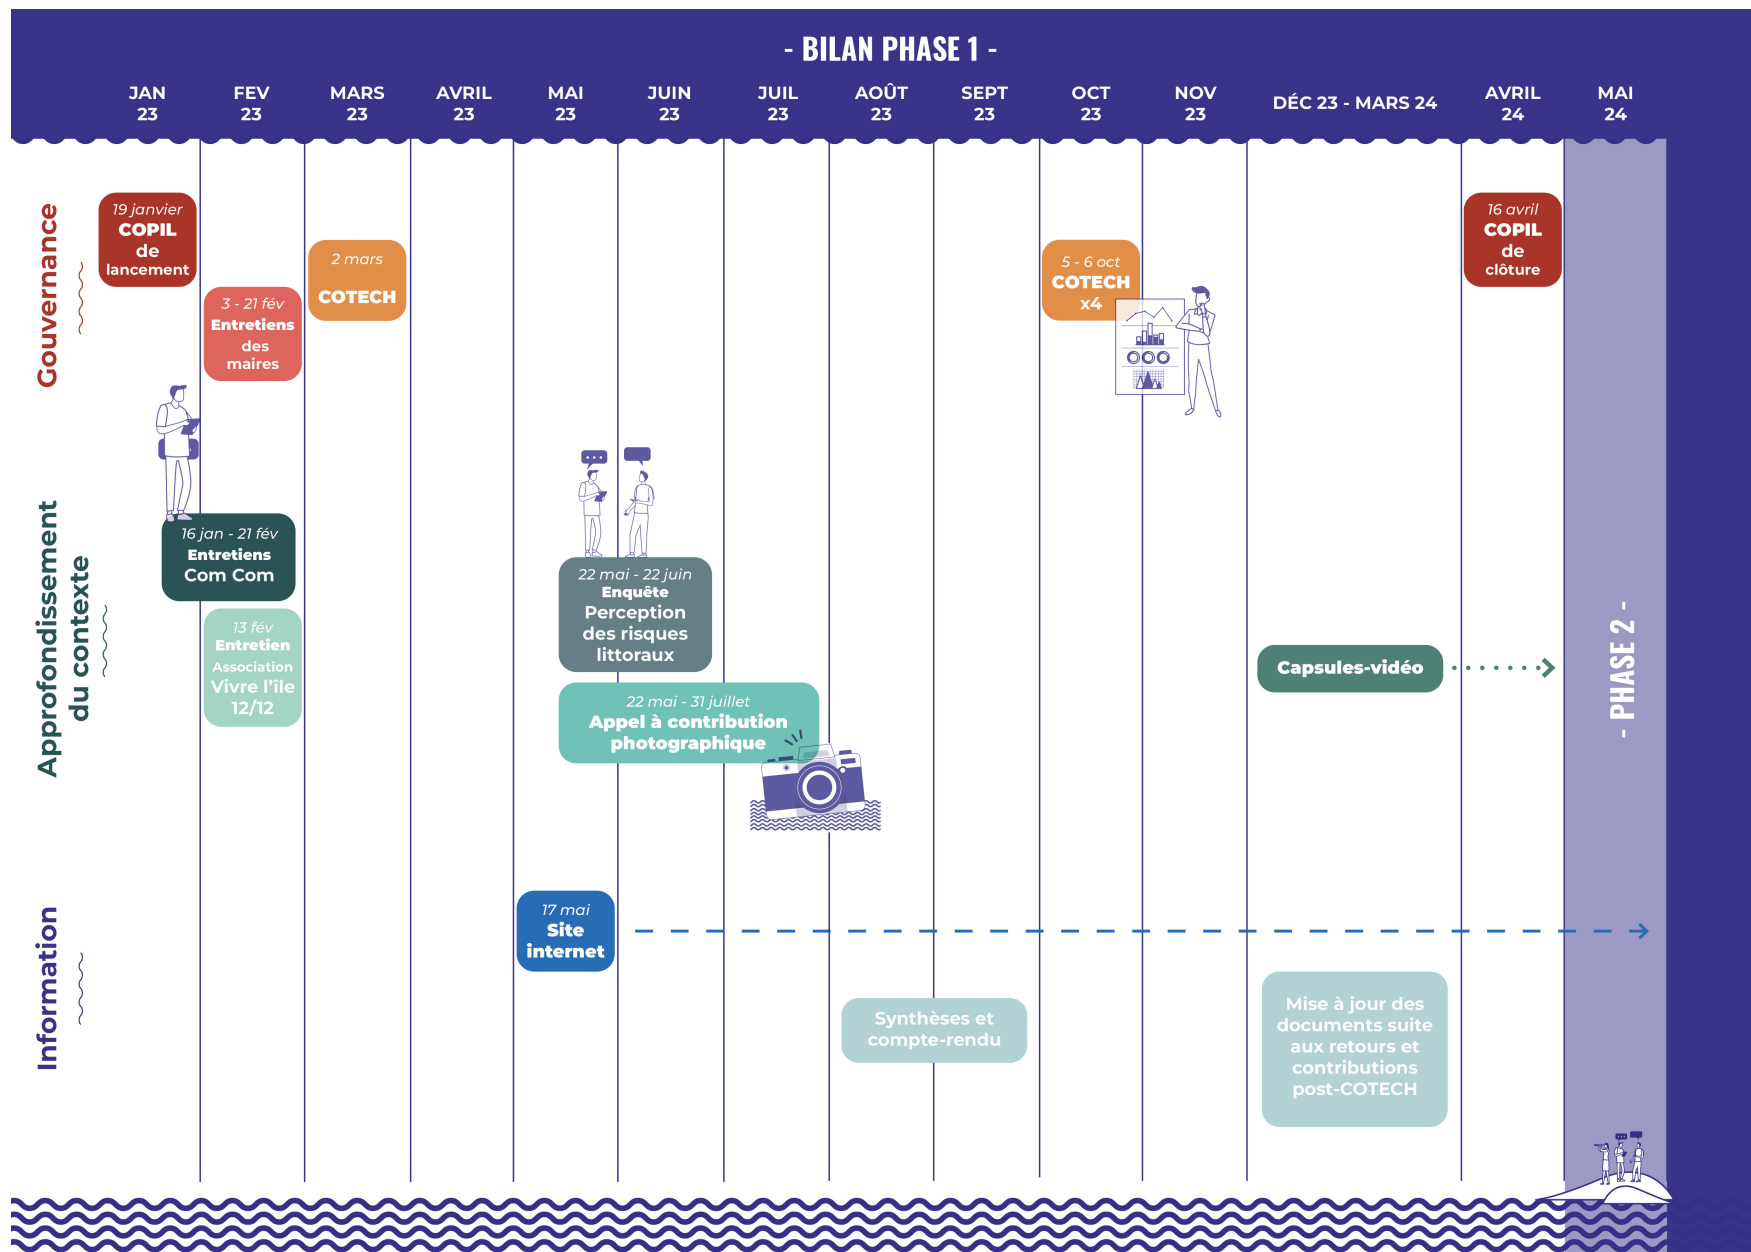 - BILAN PHASE 1 -
JAN
23
FEV
23
MARS
23
AVRIL
23
MAI
23
JUIN
23
JUIL
23
AOÛT
23
SEPT
23
OCT
23
NOV
23
DÉC 23 - MARS 24
AVRIL
24
MAI
24
Gouvernance
19 janvier
COPIL
de
lancement
3 - 21 fév
Entretiens
des
maires
2 mars
COTECH
5 - 6 oct
COTECH
x4
16 avril
COPIL
de
clôture
Approfondissement
du contexte
16 jan - 21 fév
Entretiens
Com Com
13 fév
Entretien
Association
Vivre l'île
12/12
22 mai - 22 juin
Enquête
Perception
des risques
littoraux
22 mai - 31 juillet
Appel à contribution
photographique
Capsules-vidéo
- PHASE 2 -
Information
17 mai
Site
internet
Synthèses et
compte-rendu
Mise à jour des
documents suite
aux retours et
contributions
post-COTECH